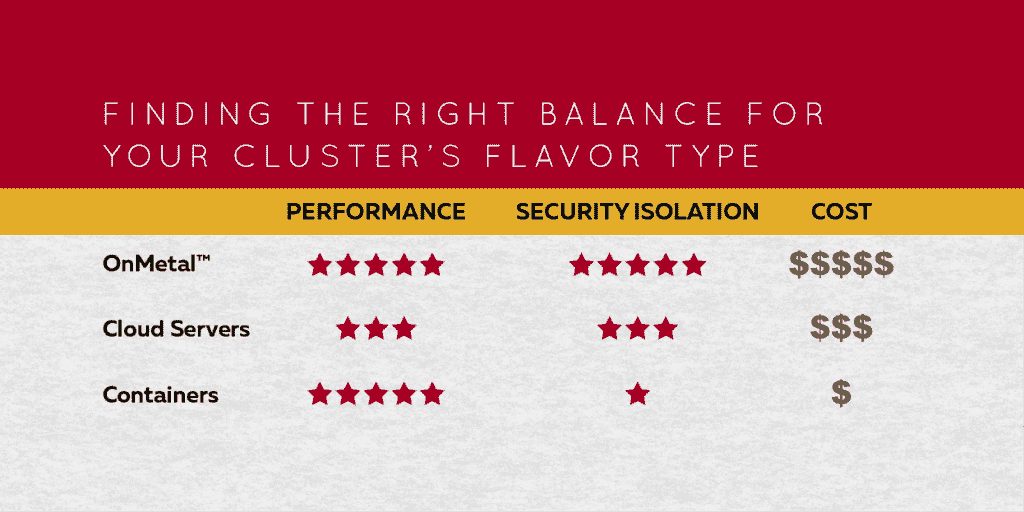 FINDING THE RIGHT BALANCE FOR
YOUR CLUSTER'S FLAVOR TYPE
PERFORMANCE SECURITY ISOLATION COST
OnMetal™ ★★★★★ ★★★★★ $$$$$
Cloud Servers ★★★ ★★★ $$$
Containers ★★★★★ ★ $